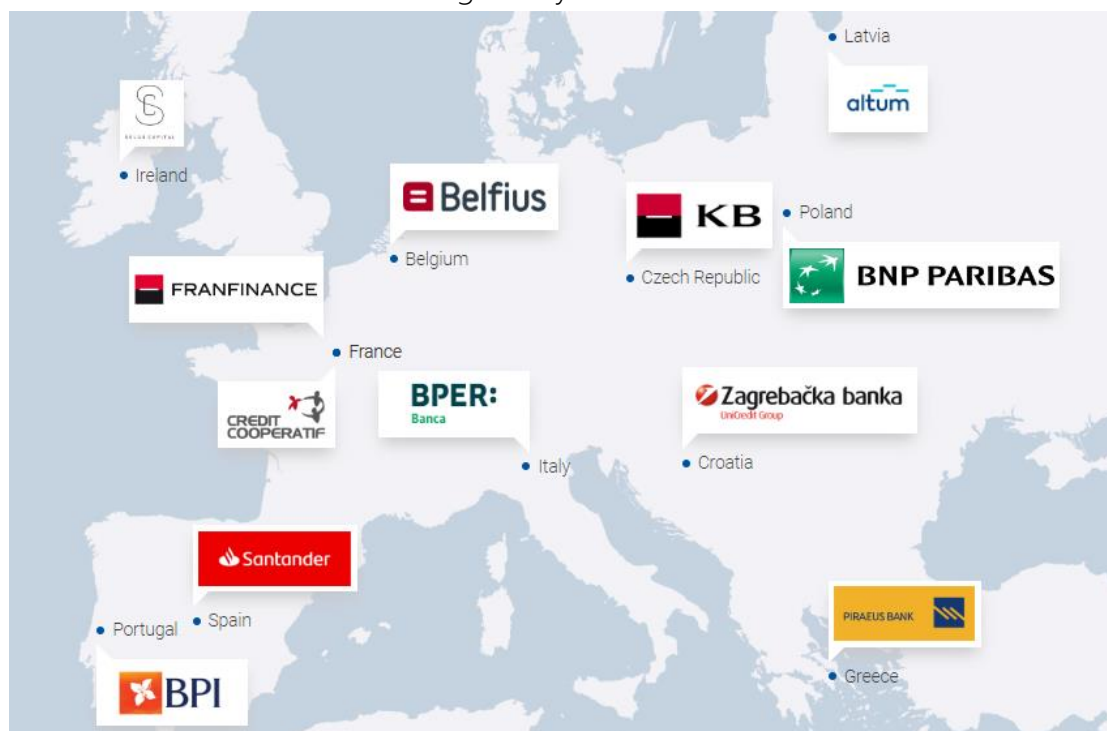 Latvia
altum
SC
Ireland
Belfius
Belgium
KB
Czech Republic
Poland
BNP PARIBAS
FRANFINANCE
France
CREDIT
COOPERATIF
BPER:
Banca
Italy
Zagrebačka banka
UniCredit Group
Croatia
Santander
Spain
Portugal
BPI
PIRAEUS BANK
Greece